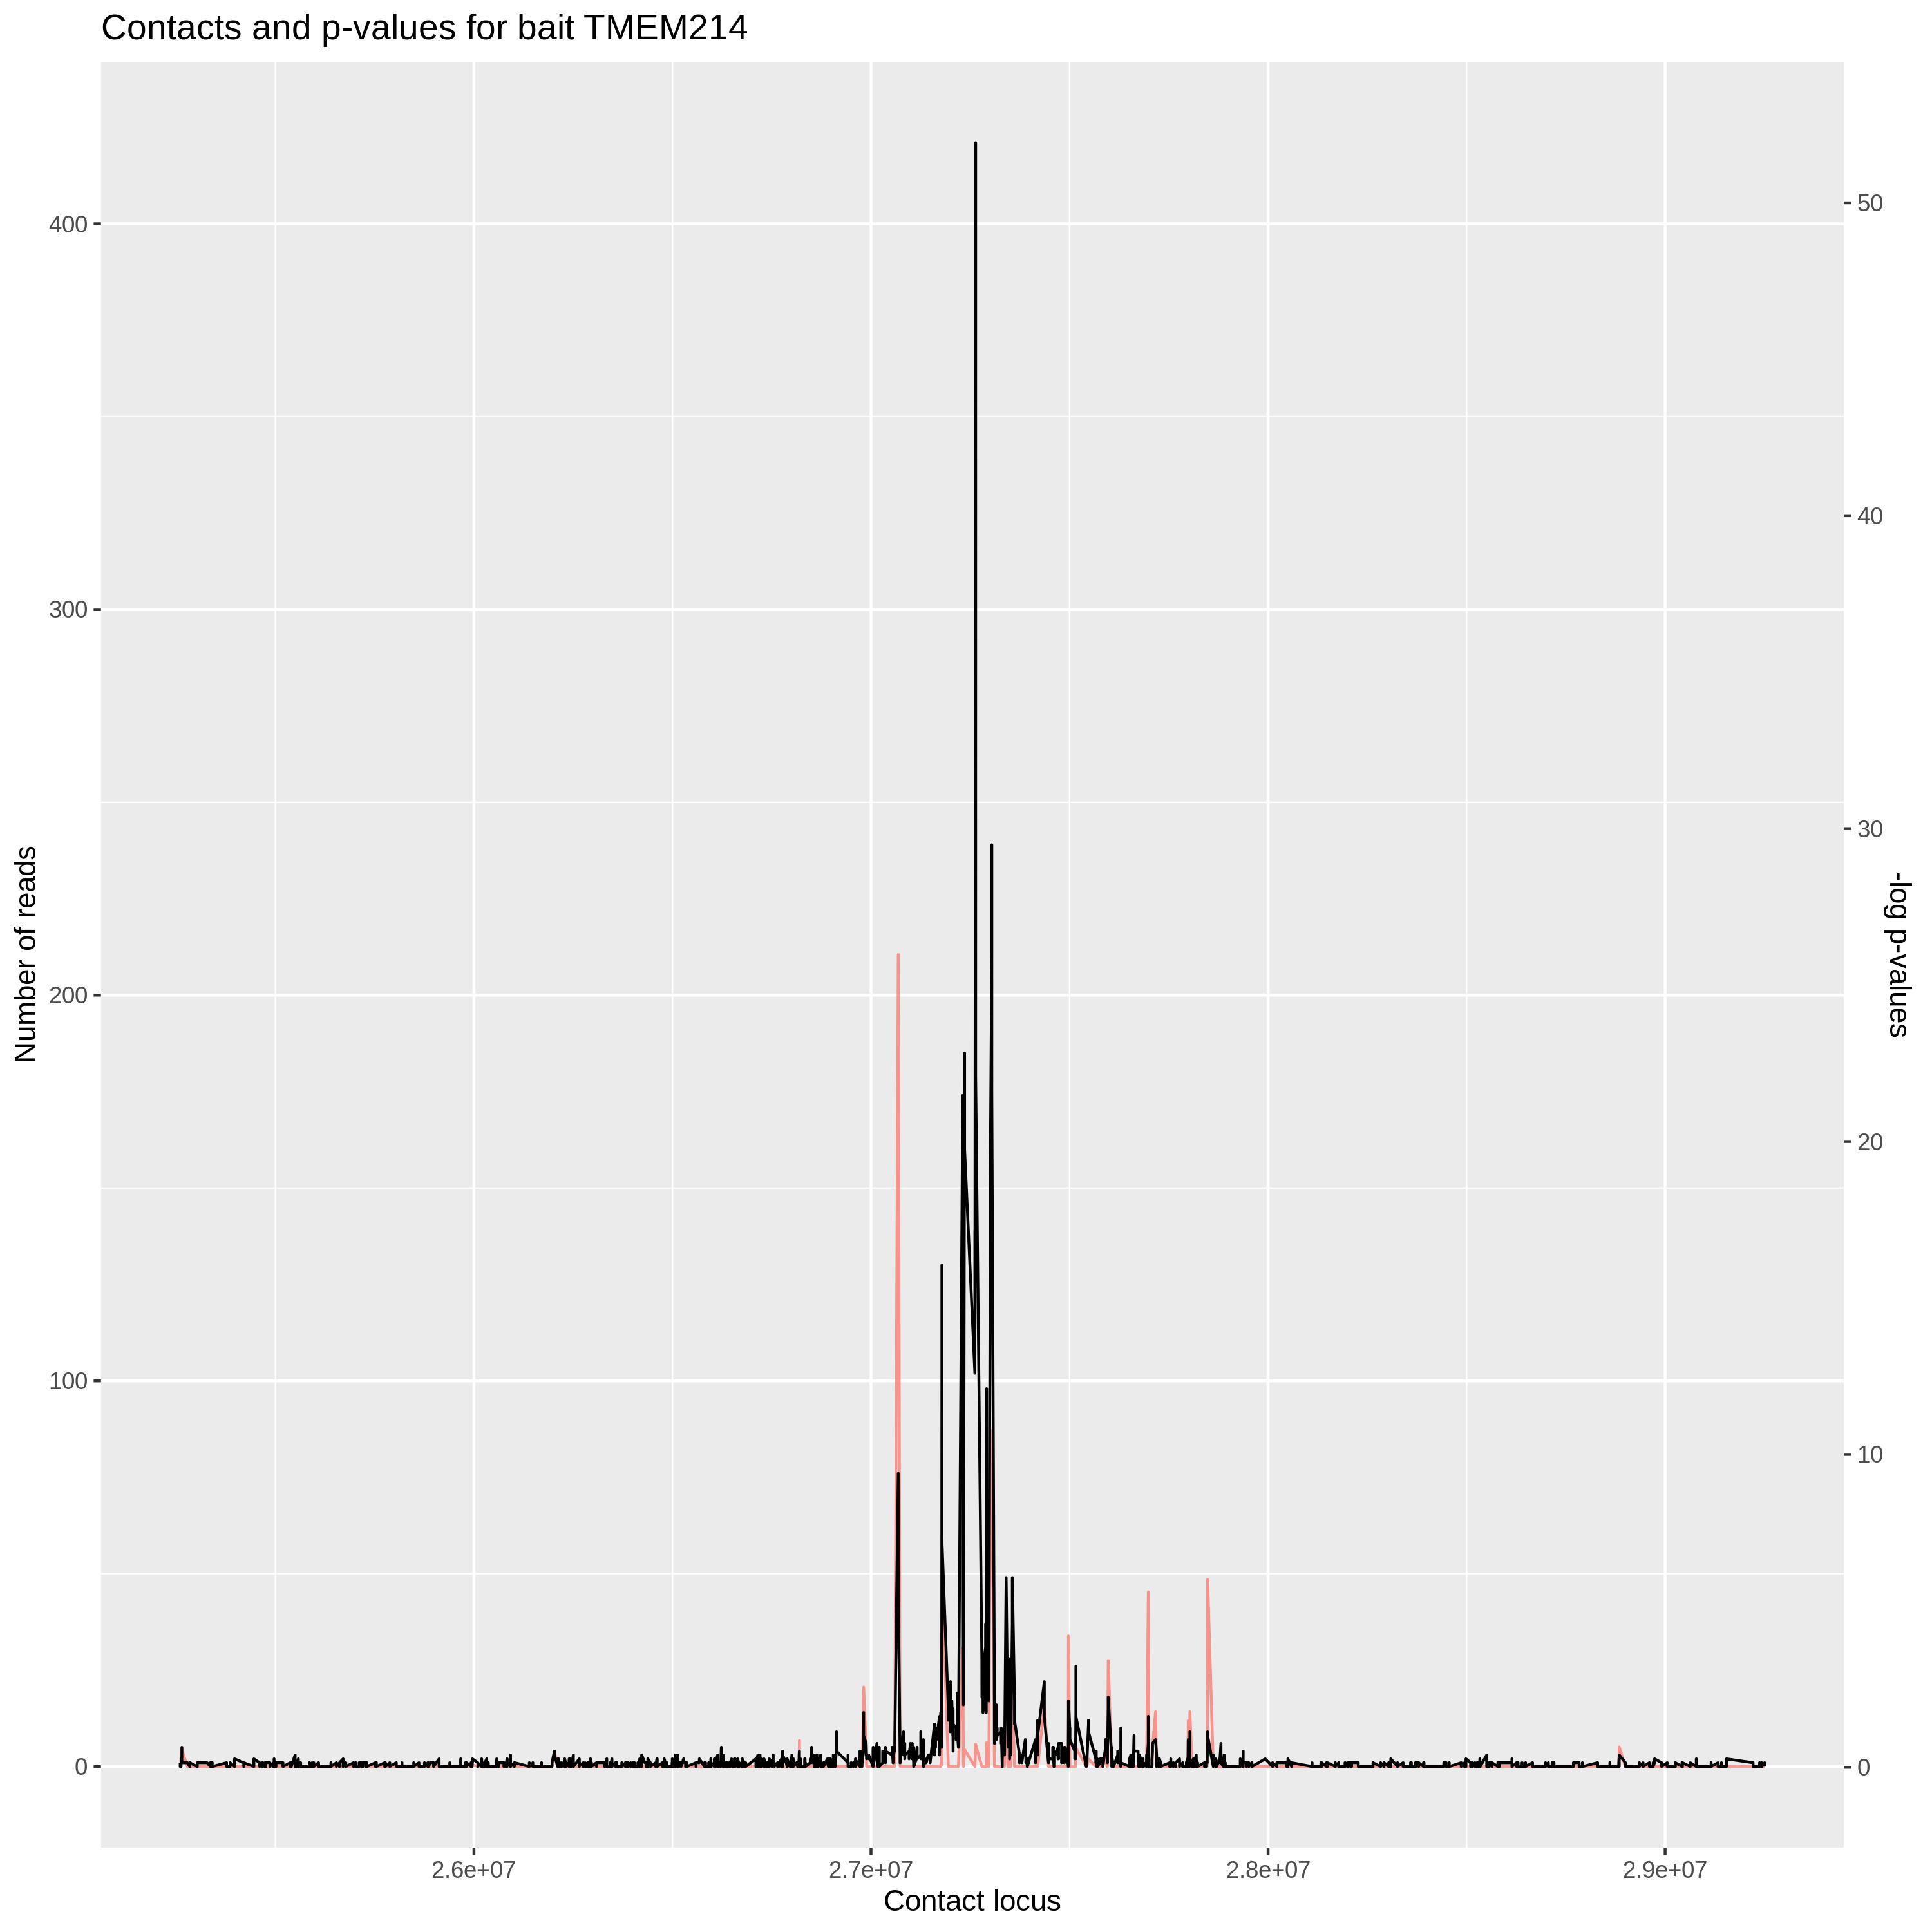 Contacts and p-values for bait TMEM214
Number of reads
400
300
200
100
0
50
40
30
20
10
0
-log p-values
2.6e+07
2.7e+07
2.8e+07
2.9e+07
Contact locus